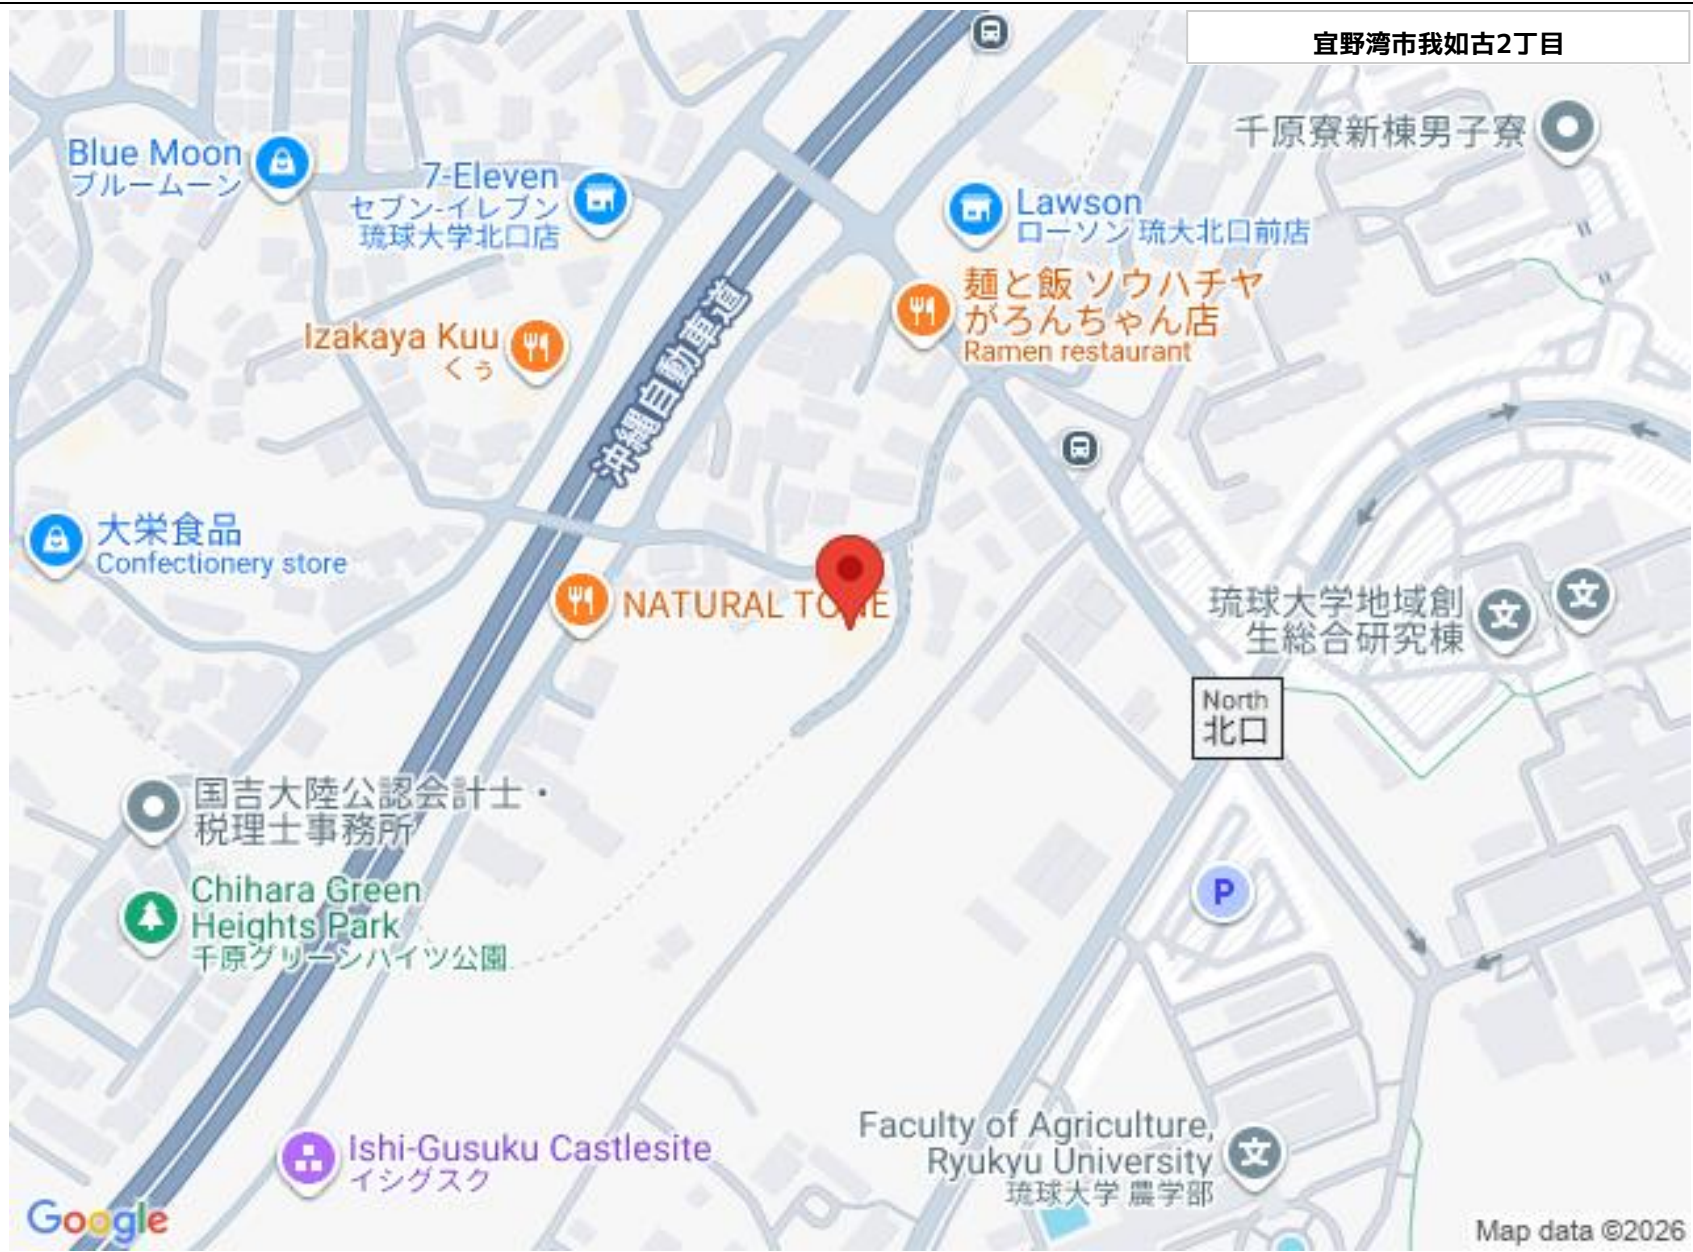 宜野湾市我如古2丁目
千原寮新棟男子寮
Blue Moon
ブルームーン
7-Eleven
セブン-イレブン
琉球大学北口店
Lawson
ローソン 琉大北口前店
麺と飯 ソウハチヤ
がろんちゃん店
Ramen restaurant
沖縄自動車道
Izakaya Kuu
くぅ
大栄食品
Confectionery store
NATURAL TONE
琉球大学地域創
生総合研究棟
North
北口
国吉大陸公認会計士・
税理士事務所
P
Chihara Green
Heights Park
千原グリーンハイツ公園
Ishi-Gusuku Castlesite
イシグスク
Faculty of Agriculture,
Ryukyu University
琉球大学 農学部
Google
Map data ©2026